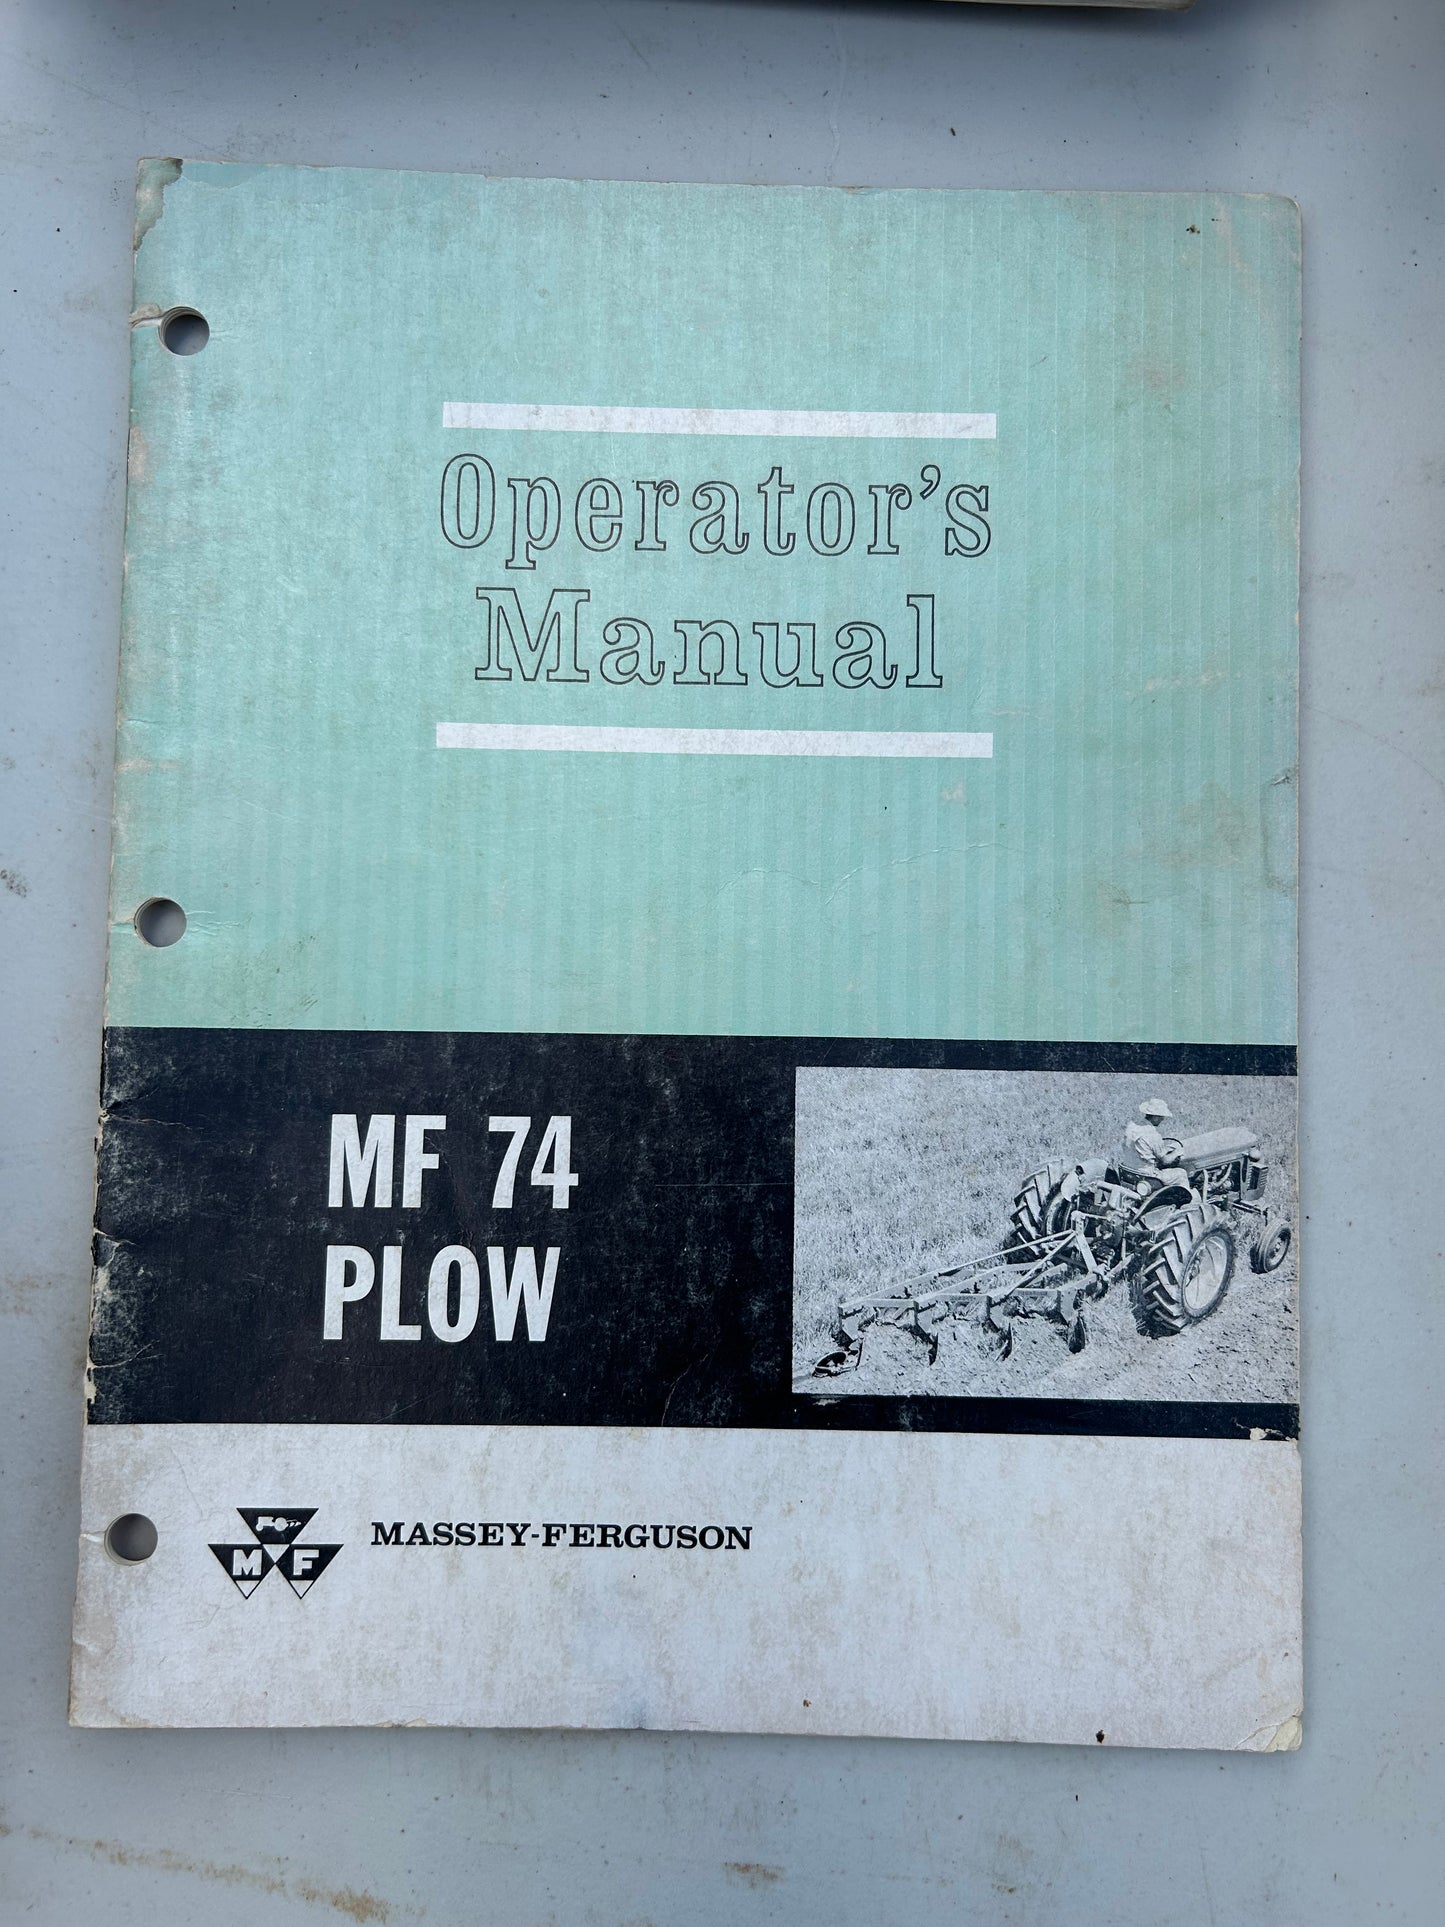 Operator's
Manual
MF 74
PLOW
M F
MASSEY-FERGUSON